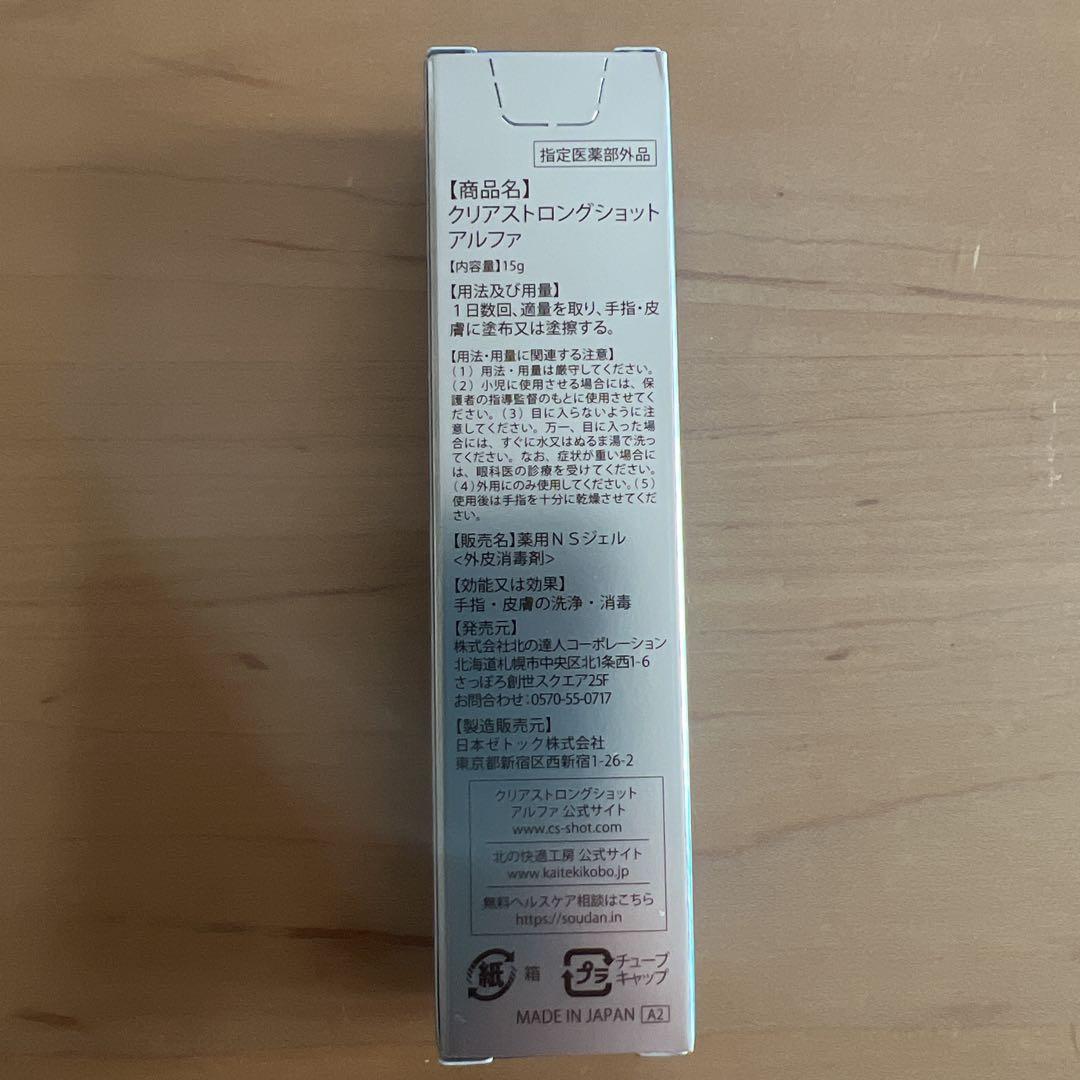 指定医薬部外品
【商品名】
クリアストロングショット
アルファ
【内容量】15g
【用法及び用量】
1日数回、適量を取り、手指・皮
膚に塗布又は塗擦する。
【用法・用量に関連する注意】
(1)用法・用量は厳守してください。
(2)小児に使用させる場合には、保
護者の指導監督のもとに使用させてく
ださい。(3)目に入らないように注
意してください。万一、目に入った場
合には、すぐに水又はぬるま湯で洗っ
てください。なお、症状が重い場合に
は、眼科医の診療を受けてください。
(4)外用にのみ使用してください。(5)
使用後は手指を十分に乾燥させてくだ
さい。
【販売名】薬用NSジェル
<外皮消毒剤>
【効能又は効果】
手指・皮膚の洗浄・消毒
【発売元】
株式会社北の達人コーポレーション
北海道札幌市中央区北1条西1-6
さっぽろ創世スクエア25F
お問合わせ:0570-55-0717
【製造販売元】
日本ゼトック株式会社
東京都新宿区西新宿1-26-2
クリアストロングショット
アルファ 公式サイト
www.cs-shot.com
北の快適工房 公式サイト
www.kaitekikobo.jp
無料ヘルスケア相談はこちら
https://soudan.in
紙 箱 プラ チューブ
キャップ
MADE IN JAPAN A2